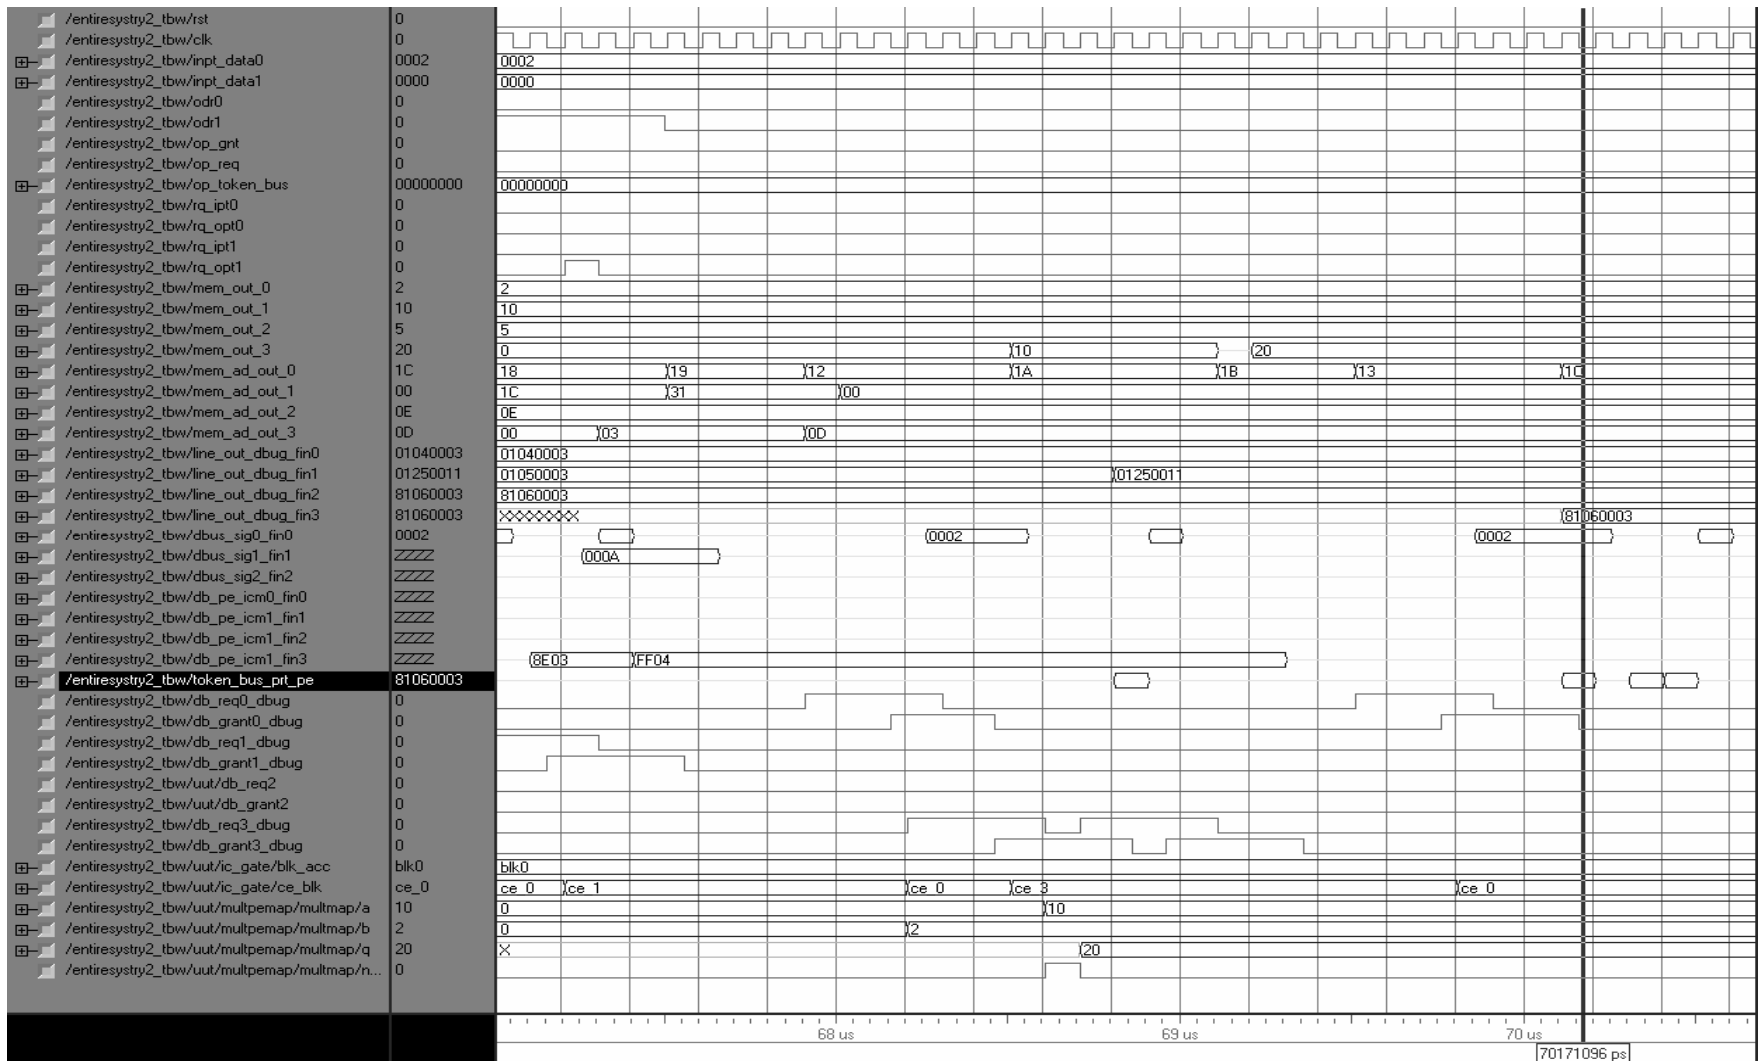 /entiresystry2_tbw/rst 0
/entiresystry2_tbw/clk 0
/entiresystry2_tbw/inpt_data0 0002 0002
/entiresystry2_tbw/inpt_data1 0000 0000
/entiresystry2_tbw/odr0 0
/entiresystry2_tbw/odr1 0
/entiresystry2_tbw/op_gnt 0
/entiresystry2_tbw/op_req 0
/entiresystry2_tbw/op_token_bus 00000000 00000000
/entiresystry2_tbw/rq_ipt0 0
/entiresystry2_tbw/rq_opt0 0
/entiresystry2_tbw/rq_ipt1 0
/entiresystry2_tbw/rq_opt1 0
/entiresystry2_tbw/mem_out_0 2 2
/entiresystry2_tbw/mem_out_1 10 10
/entiresystry2_tbw/mem_out_2 5 5
/entiresystry2_tbw/mem_out_3 20 0 10 20
/entiresystry2_tbw/mem_ad_out_0 1C 18 19 12 1A 1B 13 1C
/entiresystry2_tbw/mem_ad_out_1 00 1C 31 00
/entiresystry2_tbw/mem_ad_out_2 0E 0E
/entiresystry2_tbw/mem_ad_out_3 0D 00 03 0D
/entiresystry2_tbw/line_out_dbug_fin0 01040003 01040003
/entiresystry2_tbw/line_out_dbug_fin1 01250011 01050003 01250011
/entiresystry2_tbw/line_out_dbug_fin2 81060003 81060003
/entiresystry2_tbw/line_out_dbug_fin3 81060003 81060003
/entiresystry2_tbw/dbus_sig0_fin0 0002 0002 0002
/entiresystry2_tbw/dbus_sig1_fin1 ZZZZ 000A
/entiresystry2_tbw/dbus_sig2_fin2 ZZZZ
/entiresystry2_tbw/db_pe_icm0_fin0 ZZZZ
/entiresystry2_tbw/db_pe_icm1_fin1 ZZZZ
/entiresystry2_tbw/db_pe_icm1_fin2 ZZZZ
/entiresystry2_tbw/db_pe_icm1_fin3 ZZZZ 8E03 FF04
/entiresystry2_tbw/token_bus_prt_pe 81060003
/entiresystry2_tbw/db_req0_dbug 0
/entiresystry2_tbw/db_grant0_dbug 0
/entiresystry2_tbw/db_req1_dbug 0
/entiresystry2_tbw/db_grant1_dbug 0
/entiresystry2_tbw/uut/db_req2 0
/entiresystry2_tbw/uut/db_grant2 0
/entiresystry2_tbw/db_req3_dbug 0
/entiresystry2_tbw/db_grant3_dbug 0
/entiresystry2_tbw/uut/ic_gate/blk_acc blk0 blk0
/entiresystry2_tbw/uut/ic_gate/ce_blk ce_0 ce_0 ce_1 ce_0 ce_3 ce_0
/entiresystry2_tbw/uut/multpemap/multmap/a 10 0 10
/entiresystry2_tbw/uut/multpemap/multmap/b 2 0 2
/entiresystry2_tbw/uut/multpemap/multmap/q 20 X 20
/entiresystry2_tbw/uut/multpemap/multmap/n... 0
68 us 69 us 70 us
70171096 ps